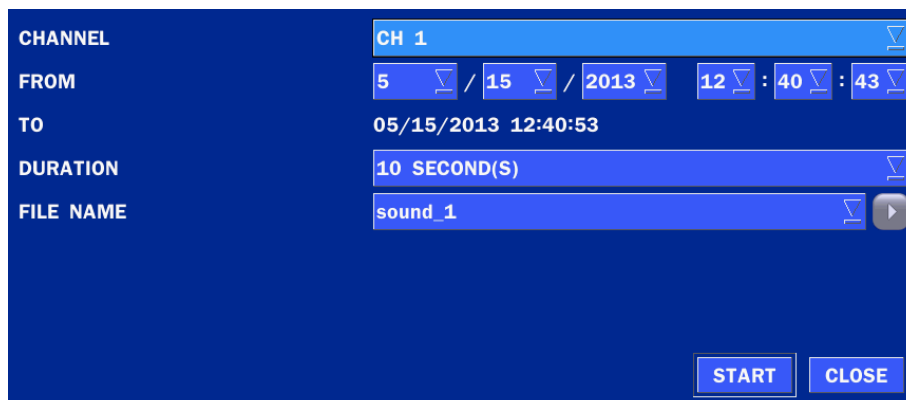 CHANNEL CH 1
FROM 5 / 15 / 2013 12 : 40 : 43
TO 05/15/2013 12:40:53
DURATION 10 SECOND(S)
FILE NAME sound_1
START CLOSE